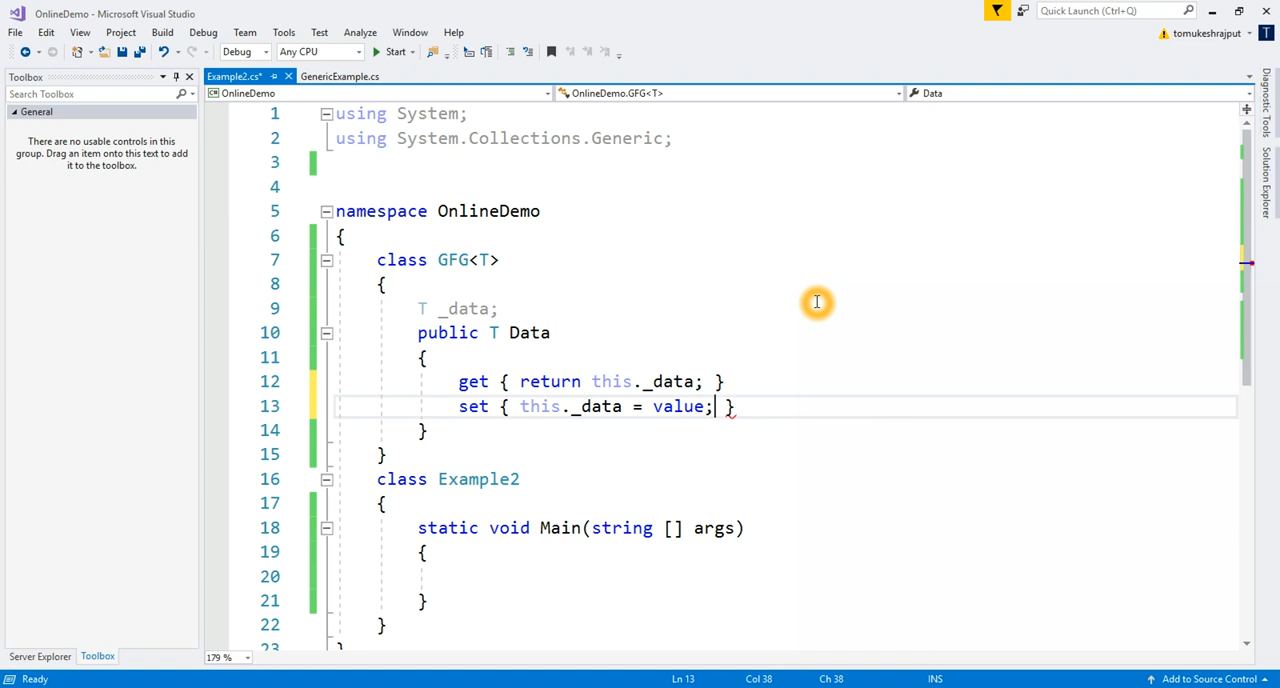 OnlineDemo - Microsoft Visual Studio
Quick Launch (Ctrl+Q)
File Edit View Project Build Debug Team Tools Test Analyze Window Help
tomukeshrajput
T
Debug Any CPU Start
Toolbox
Example2.cs* GenericExample.cs
Search Toolbox
OnlineDemo OnlineDemo.GFG<T> Data
General
There are no usable controls in this
group. Drag an item onto this text to add
it to the toolbox.
1 using System;
2 using System.Collections.Generic;
3
4
5 namespace OnlineDemo
6 {
7 class GFG<T>
8 {
9 T _data;
10 public T Data
11 {
12 get { return this._data; }
13 set { this._data = value; }
14 }
15 }
16 class Example2
17 {
18 static void Main(string [] args)
19 {
20
21 }
22 }
23 }
Diagnostic Tools
Solution Explorer
Server Explorer Toolbox
179 %
Ready Ln 13 Col 38 Ch 38 INS Add to Source Control